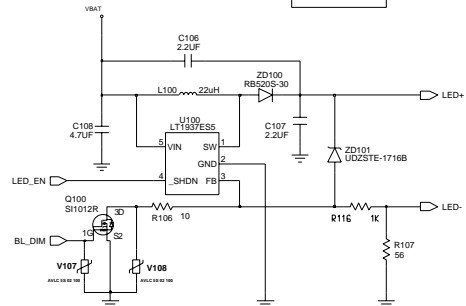 VBAT
C106
2.2UF
ZD100
RB520S-30
L100 22uH
LED+
C108
4.7UF
U100
LT1937ES5
C107
2.2UF
5 VIN SW 1
GND 2
ZD101
UDZSTE-1716B
LED_EN
4 _SHDN FB 3
Q100
SI1012R
3D
R106 10
R116 1K
LED-
1G
S2
BL_DIM
R107
56
V107
V108
AVLC 5S 02 100
AVLC 5S 02 100